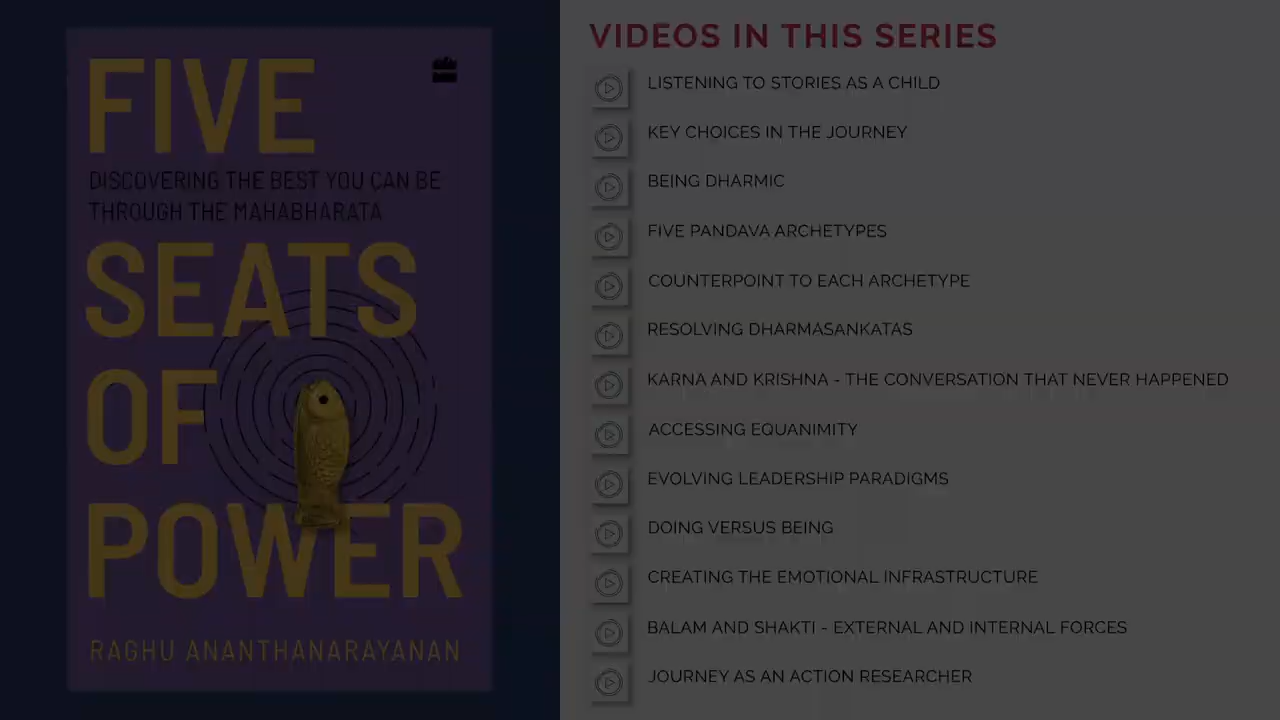 FIVE
DISCOVERING THE BEST YOU CAN BE
THROUGH THE MAHABHARATA
SEATS
OF
POWER
RAGHU ANANTHANARAYANAN
VIDEOS IN THIS SERIES
LISTENING TO STORIES AS A CHILD
KEY CHOICES IN THE JOURNEY
BEING DHARMIC
FIVE PANDAVA ARCHETYPES
COUNTERPOINT TO EACH ARCHETYPE
RESOLVING DHARMASANKATAS
KARNA AND KRISHNA - THE CONVERSATION THAT NEVER HAPPENED
ACCESSING EQUANIMITY
EVOLVING LEADERSHIP PARADIGMS
DOING VERSUS BEING
CREATING THE EMOTIONAL INFRASTRUCTURE
BALAM AND SHAKTI - EXTERNAL AND INTERNAL FORCES
JOURNEY AS AN ACTION RESEARCHER